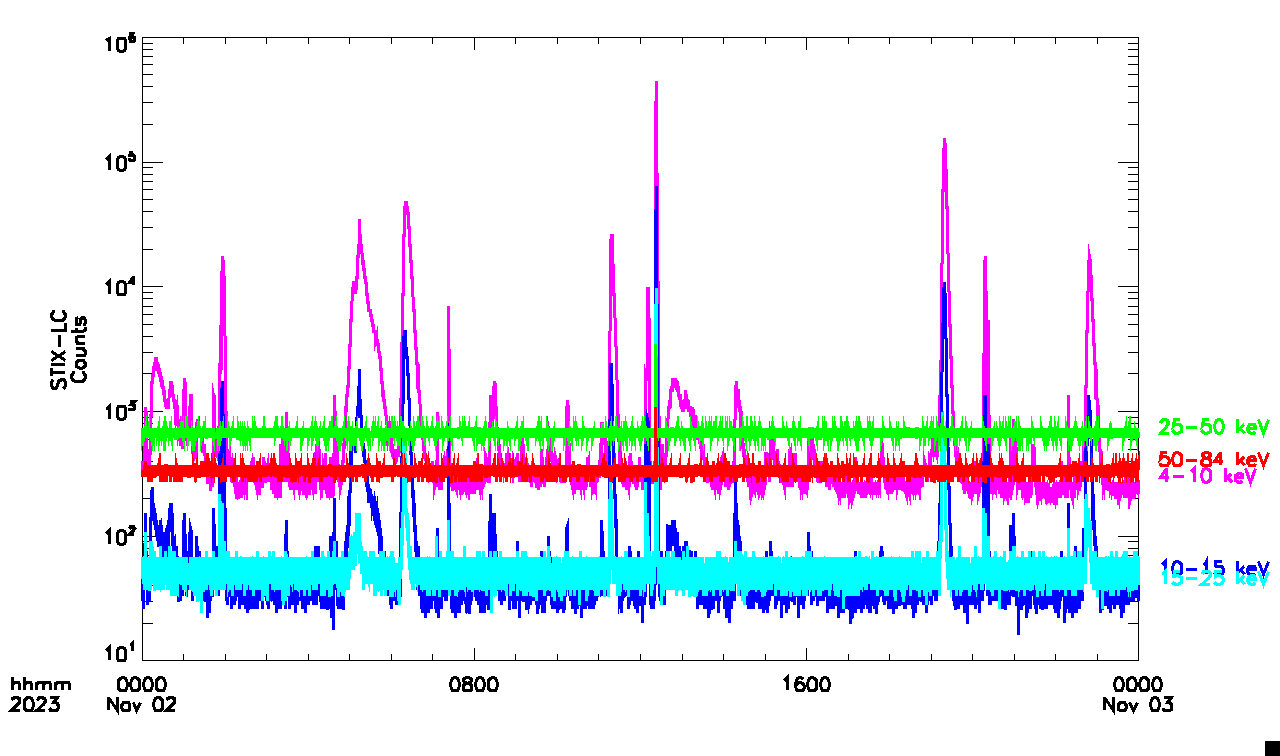 10^6
10^5
10^4
10^3
10^2
10^1
STIX-LC
Counts
25-50 keV
50-84 keV
4-10 keV
10-15 keV
15-25 keV
hhmm 0000 0800 1600 0000
2023 Nov 02 Nov 03